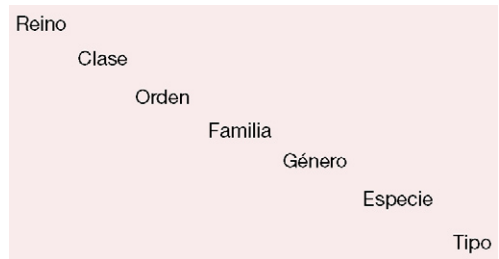 Reino
Clase
Orden
Familia
Género
Especie
Tipo